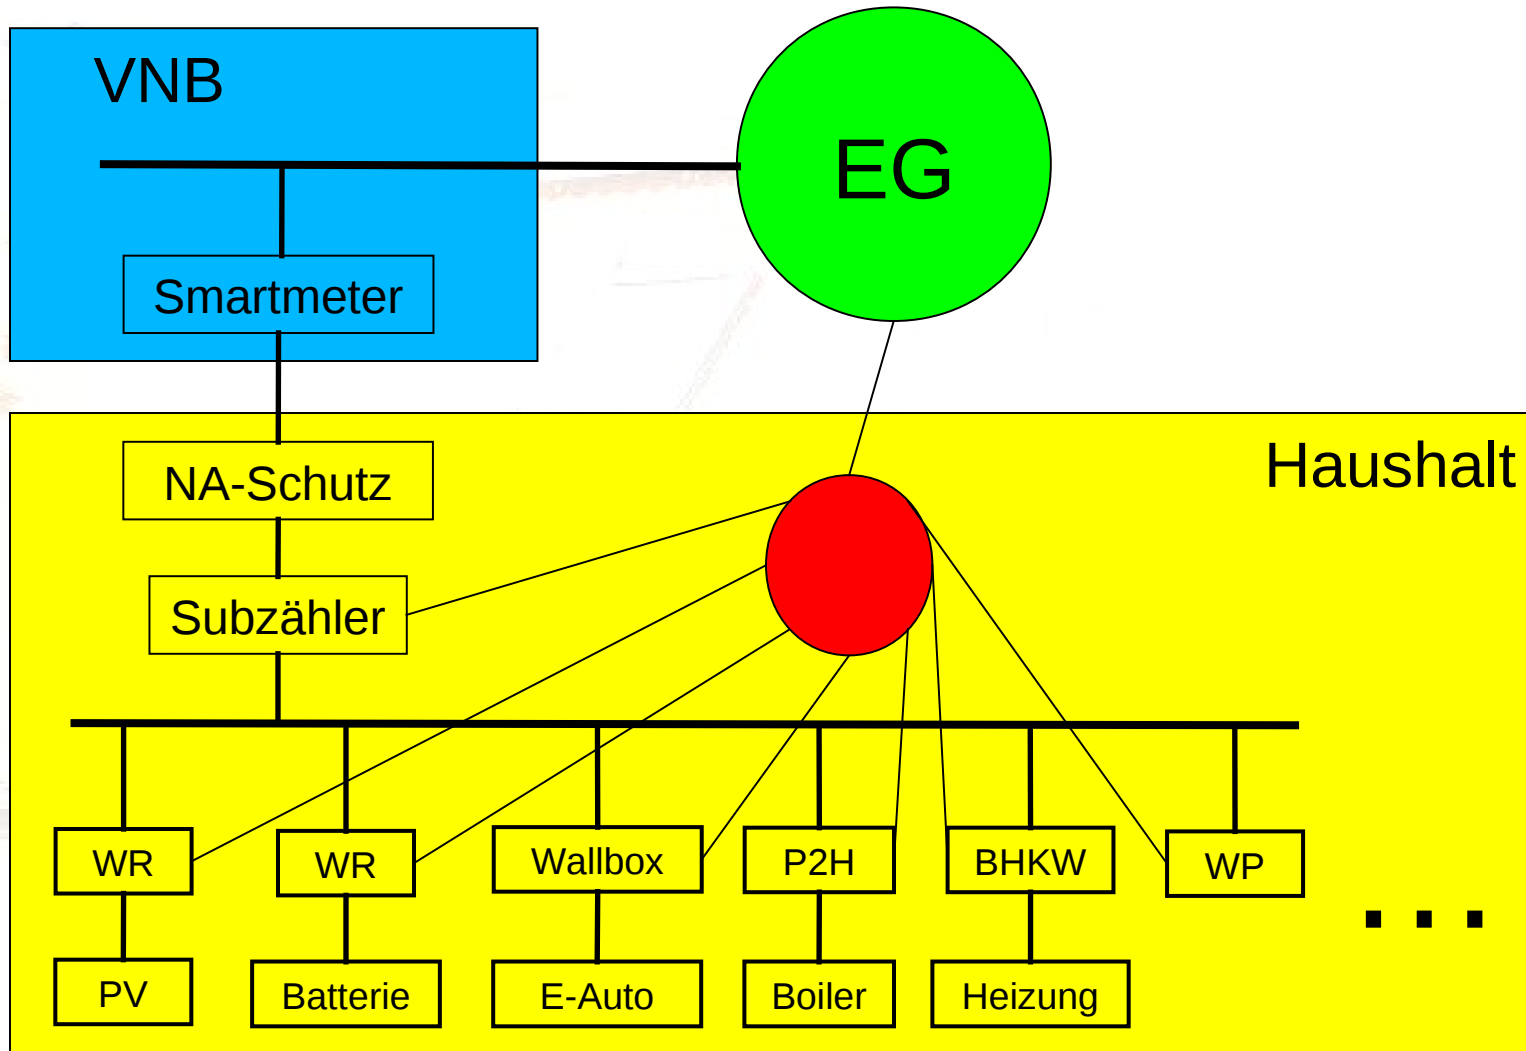 VNB
EG
Smartmeter
Haushalt
NA-Schutz
Subzähler
WR
WR
Wallbox
P2H
BHKW
WP
...
PV
Batterie
E-Auto
Boiler
Heizung